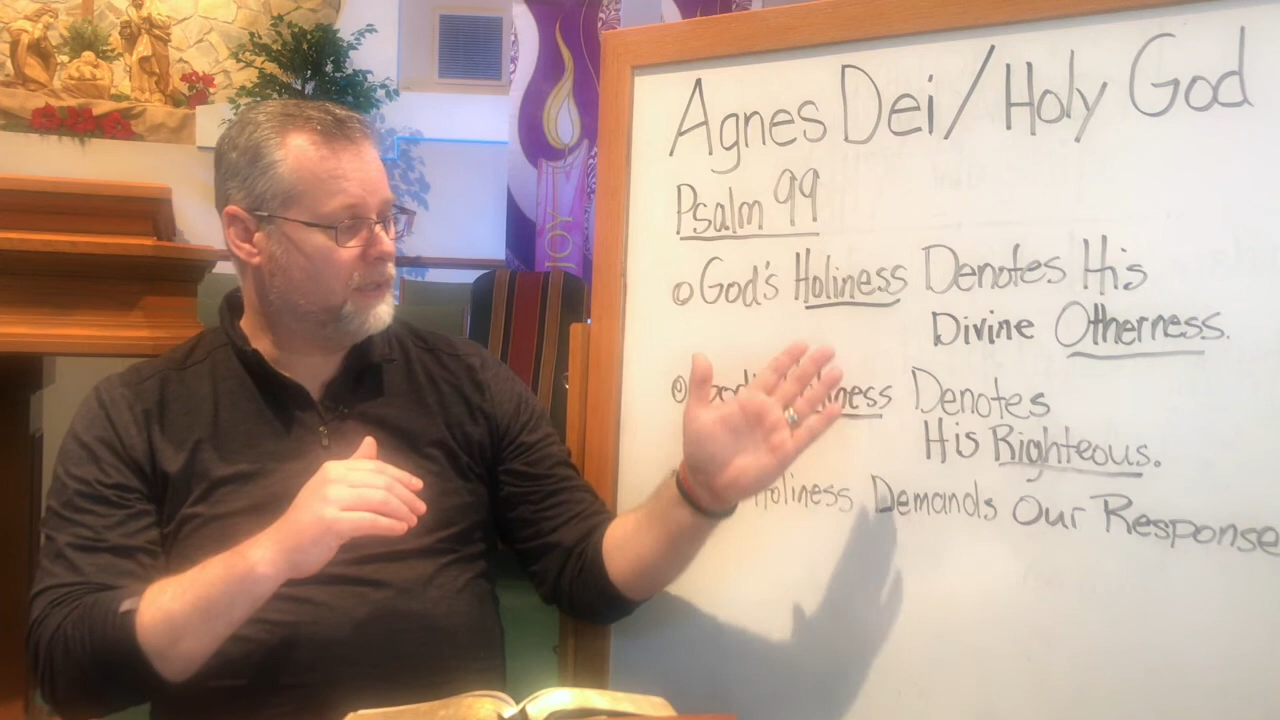 Agnes Dei / Holy God
Psalm 99
God's Holiness Denotes His
Divine Otherness.
Denotes
His Righteous.
Holiness Demands Our Response
JOY